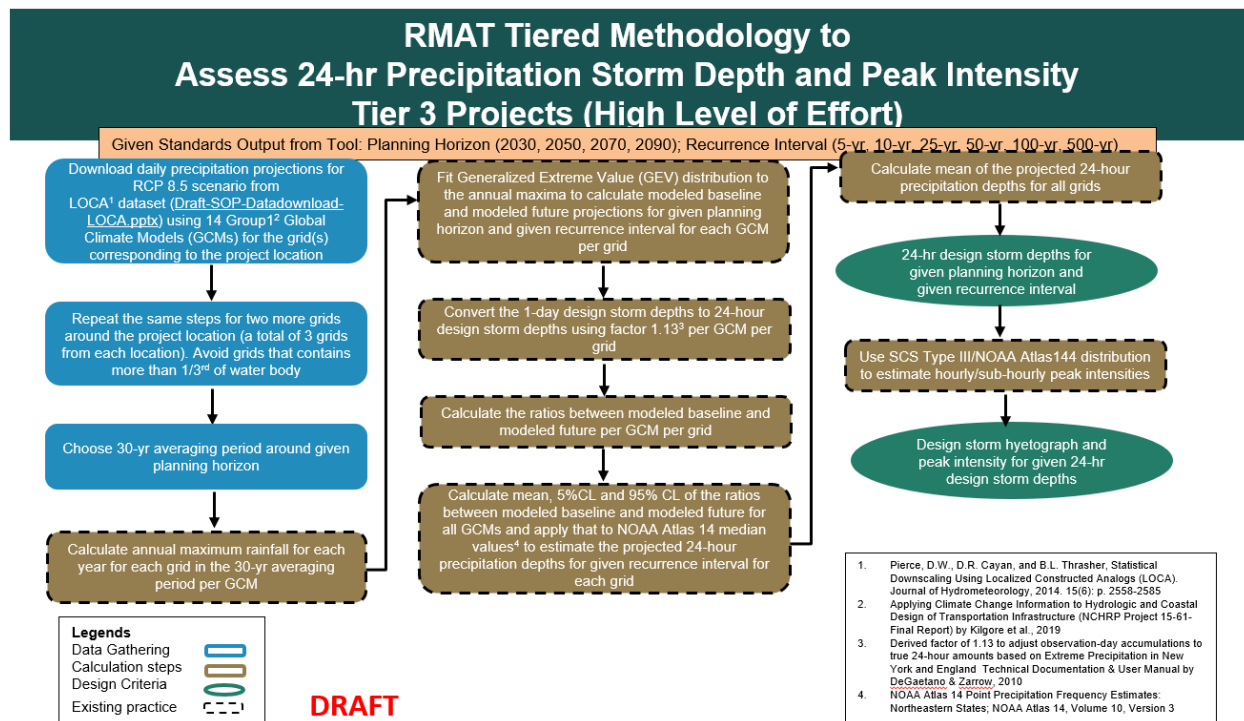 RMAT Tiered Methodology to
Assess 24-hr Precipitation Storm Depth and Peak Intensity
Tier 3 Projects (High Level of Effort)
Given Standards Output from Tool: Planning Horizon (2030, 2050, 2070, 2090); Recurrence Interval (5-yr, 10-yr, 25-yr, 50-yr, 100-yr, 500-yr)
Download daily precipitation projections for
RCP 8.5 scenario from
LOCA¹ dataset (Draft-SOP-Datadownload-
LOCA.pptx) using 14 Group1² Global
Climate Models (GCMs) for the grid(s)
corresponding to the project location
Repeat the same steps for two more grids
around the project location (a total of 3 grids
from each location). Avoid grids that contains
more than 1/3rd of water body
Choose 30-yr averaging period around given
planning horizon
Calculate annual maximum rainfall for each
year for each grid in the 30-yr averaging
period per GCM
Fit Generalized Extreme Value (GEV) distribution to
the annual maxima to calculate modeled baseline
and modeled future projections for given planning
horizon and given recurrence interval for each GCM
per grid
Convert the 1-day design storm depths to 24-hour
design storm depths using factor 1.13³ per GCM per
grid
Calculate the ratios between modeled baseline and
modeled future per GCM per grid
Calculate mean, 5%CL and 95% CL of the ratios
between modeled baseline and modeled future for
all GCMs and apply that to NOAA Atlas 14 median
values⁴ to estimate the projected 24-hour
precipitation depths for given recurrence interval for
each grid
Calculate mean of the projected 24-hour
precipitation depths for all grids
24-hr design storm depths for
given planning horizon and
given recurrence interval
Use SCS Type III/NOAA Atlas144 distribution
to estimate hourly/sub-hourly peak intensities
Design storm hyetograph and
peak intensity for given 24-hr
design storm depths
Legends
Data Gathering
Calculation steps
Design Criteria
Existing practice
DRAFT
1. Pierce, D.W., D.R. Cayan, and B.L. Thrasher, Statistical
Downscaling Using Localized Constructed Analogs (LOCA).
Journal of Hydrometeorology, 2014. 15(6): p. 2558-2585
2. Applying Climate Change Information to Hydrologic and Coastal
Design of Transportation Infrastructure (NCHRP Project 15-61-
Final Report) by Kilgore et al., 2019
3. Derived factor of 1.13 to adjust observation-day accumulations to
true 24-hour amounts based on Extreme Precipitation in New
York and England Technical Documentation & User Manual by
DeGaetano & Zarrow, 2010
4. NOAA Atlas 14 Point Precipitation Frequency Estimates:
Northeastern States; NOAA Atlas 14, Volume 10, Version 3